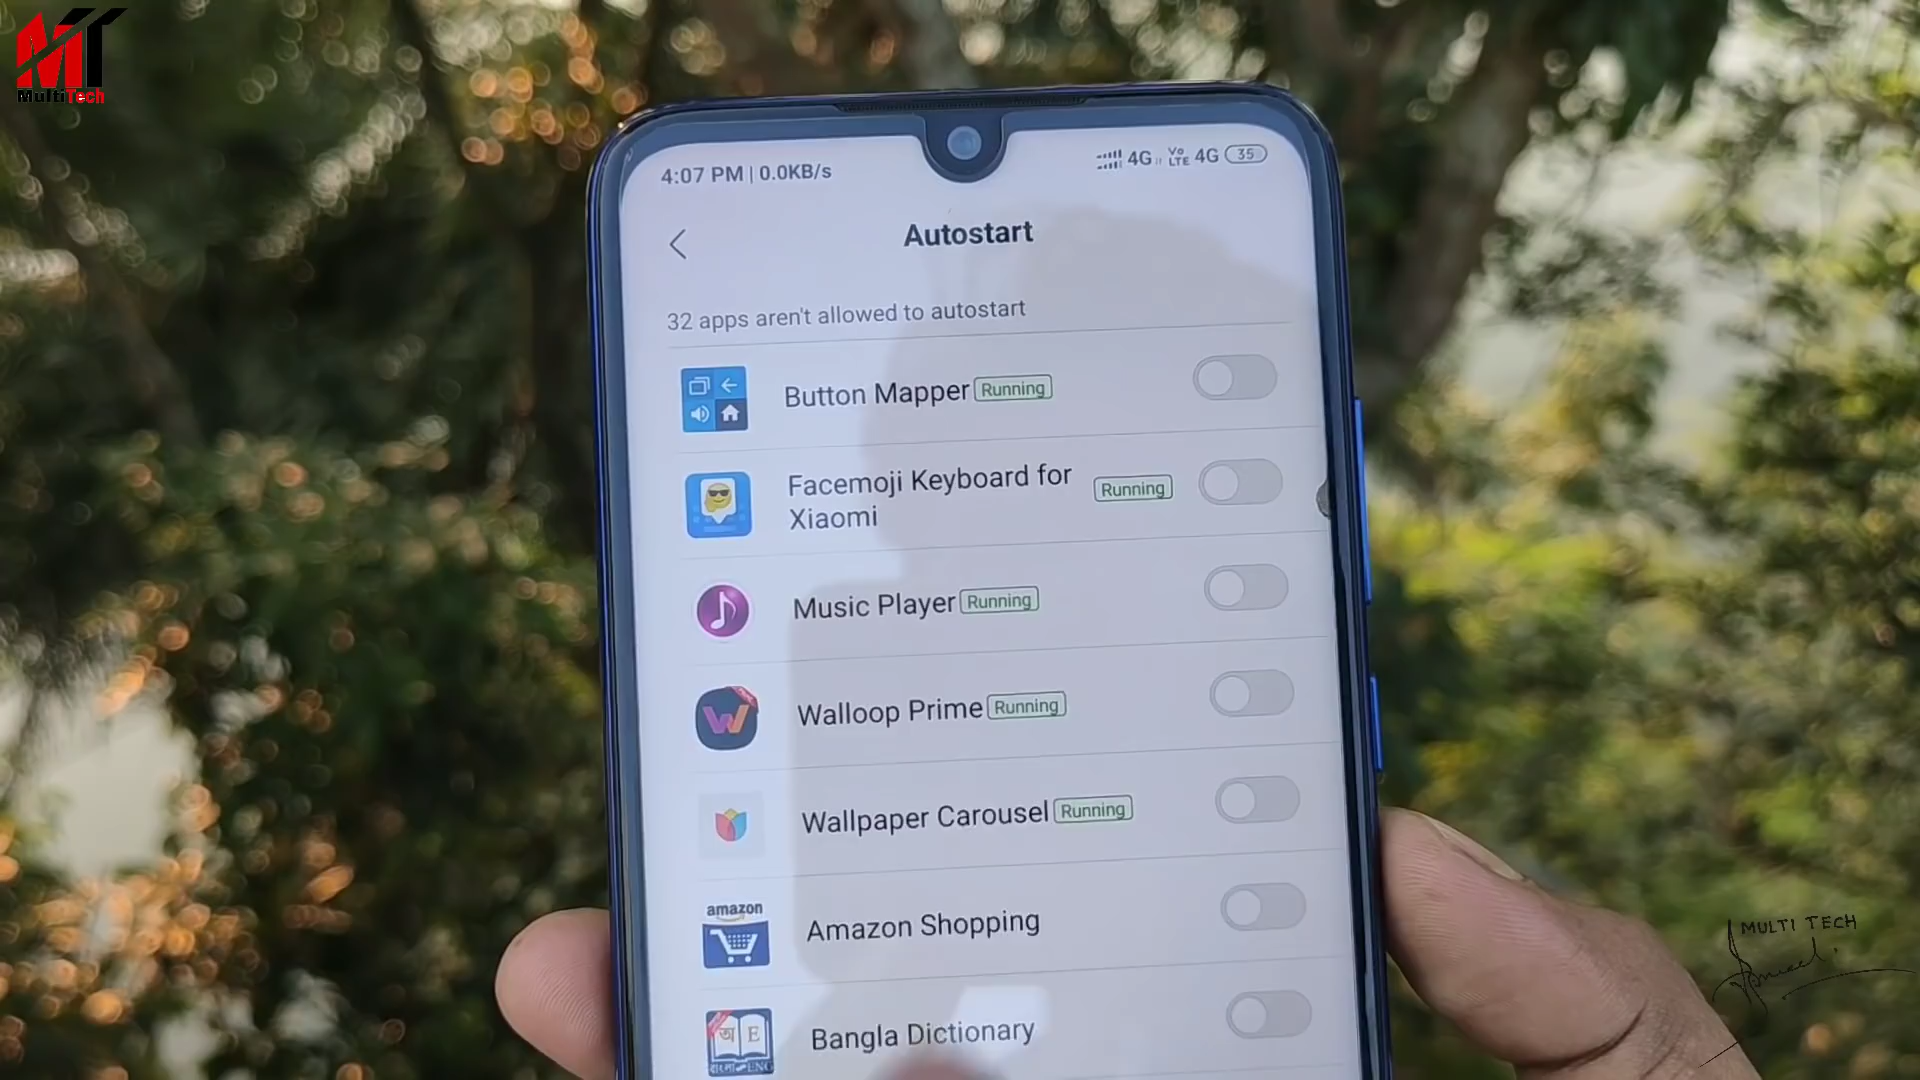 MT
MultiTech
4:07 PM | 0.0KB/s
4G Vo LTE 4G 35
Autostart
32 apps aren't allowed to autostart
Button Mapper Running
Facemoji Keyboard for
Xiaomi
Running
Music Player Running
Walloop Prime Running
Wallpaper Carousel Running
amazon
Amazon Shopping
অ E
Bangla Dictionary
MULTI TECH